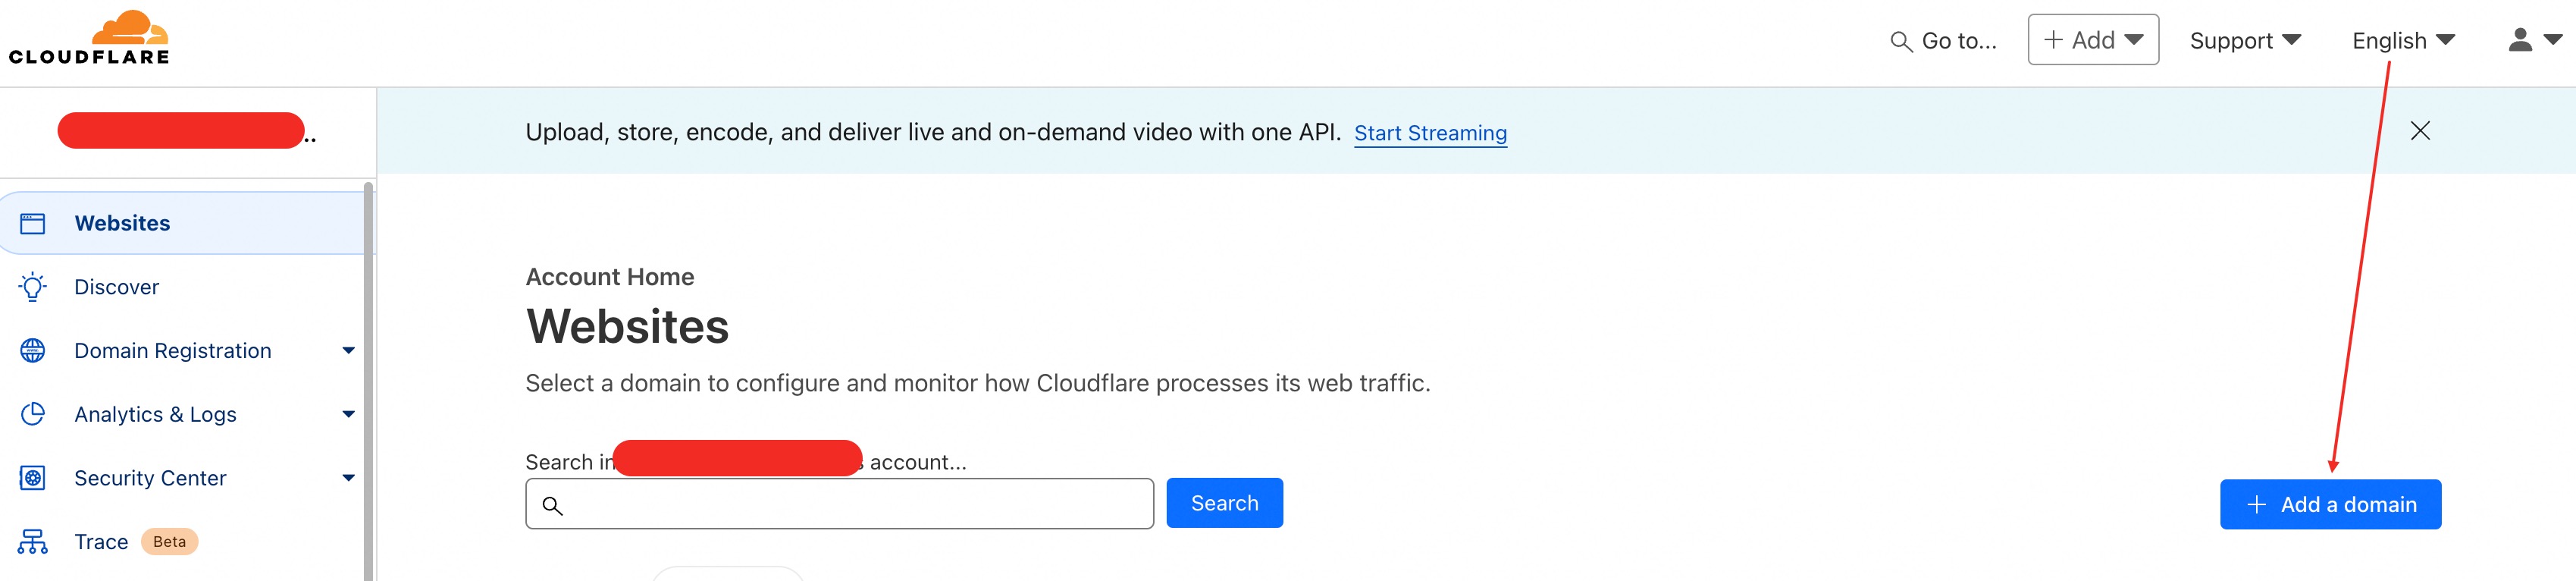 CLOUDFLARE
Go to...
+ Add
Support
English
..
Upload, store, encode, and deliver live and on-demand video with one API. Start Streaming
Websites
Discover
Domain Registration
Analytics & Logs
Security Center
Trace Beta
Account Home
Websites
Select a domain to configure and monitor how Cloudflare processes its web traffic.
Search in account...
Search
+ Add a domain